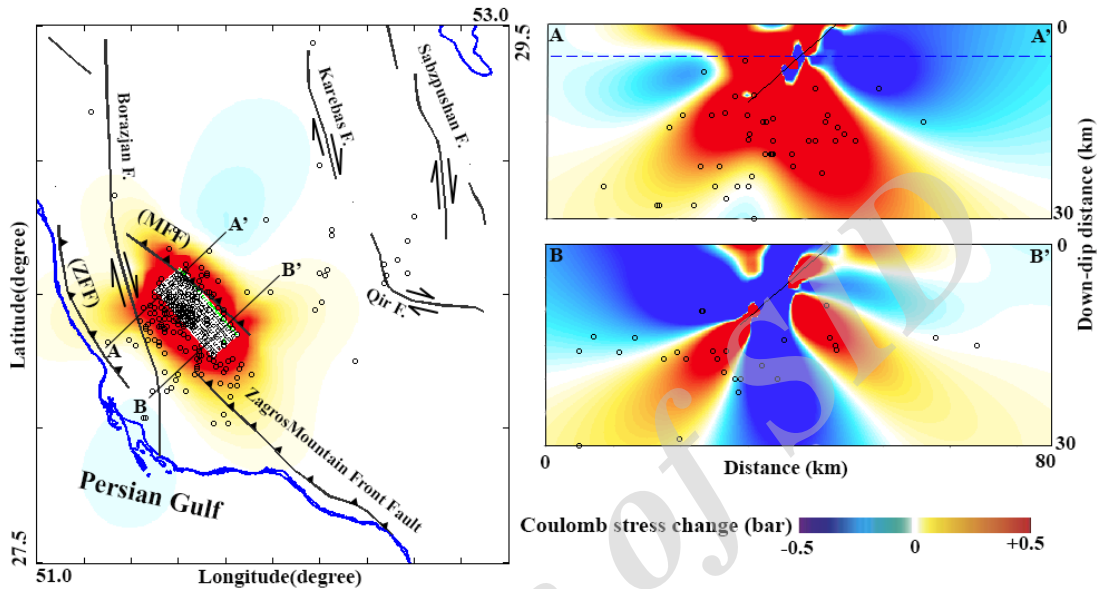 53.0
29.5
Borazjan F.
Karebas F.
Sabzpushan F.
(MFF)
A'
(ZFF)
B'
Qir F.
A
B
Zagros Mountain Front Fault
Persian Gulf
27.5
51.0
Longitude(degree)
Latitude(degree)
A
A'
0
30
B
B'
0
30
Down-dip distance (km)
0
Distance (km)
80
Coulomb stress change (bar)
-0.5
0
+0.5
of SID